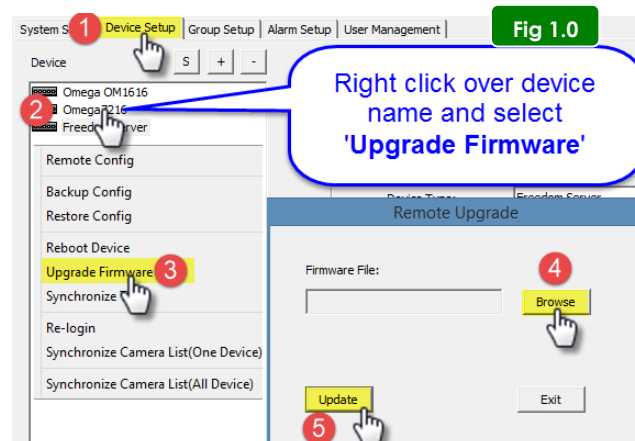 System S 1 Device Setup Group Setup Alarm Setup User Management Fig 1.0
Device S + -
Right click over device
name and select
'Upgrade Firmware'
Omega OM1616
2 Omega 7216
Freedom Server
Remote Config
Backup Config
Restore Config
Device Type: Freedom Server
Remote Upgrade
Reboot Device
Upgrade Firmware 3
Synchronize
Re-login
Synchronize Camera List(One Device)
Synchronize Camera List(All Device)
Firmware File:
4
Browse
Update Exit
5